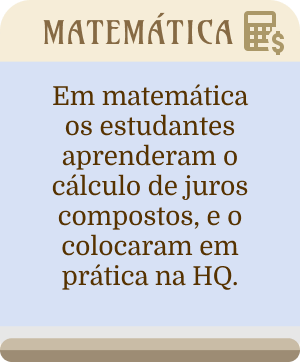 MATEMÁTICA
Em matemática
os estudantes
aprenderam o
cálculo de juros
compostos, e o
colocaram em
prática na HQ.